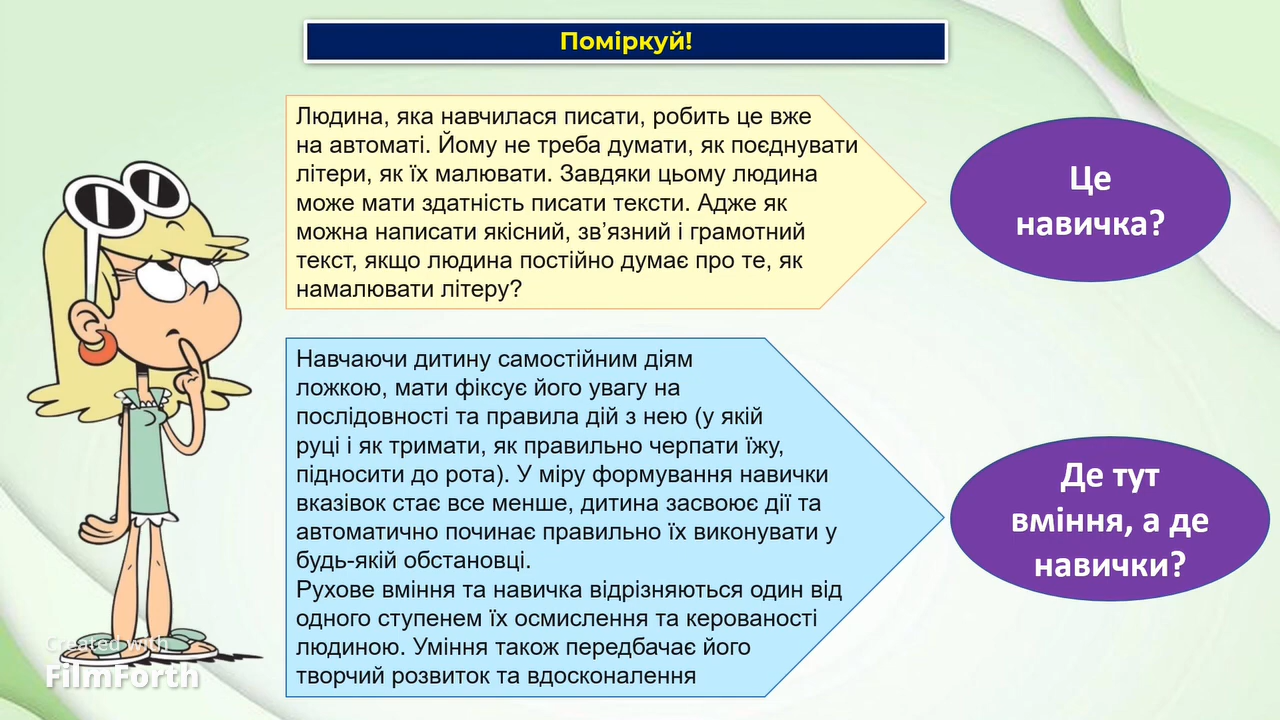 Поміркуй!
Людина, яка навчилася писати, робить це вже
на автоматі. Йому не треба думати, як поєднувати
літери, як їх малювати. Завдяки цьому людина
може мати здатність писати тексти. Адже як
можна написати якісний, зв’язний і грамотний
текст, якщо людина постійно думає про те, як
намалювати літеру?
Це
навичка?
Навчаючи дитину самостійним діям
ложкою, мати фіксує його увагу на
послідовності та правила дій з нею (у якій
руці і як тримати, як правильно черпати їжу,
підносити до рота). У міру формування навички
вказівок стає все менше, дитина засвоює дії та
автоматично починає правильно їх виконувати у
будь-якій обстановці.
Рухове вміння та навичка відрізняються один від
одного ступенем їх осмислення та керованості
людиною. Уміння також передбачає його
творчий розвиток та вдосконалення
Де тут
вміння, а де
навички?
Created with
FilmForth